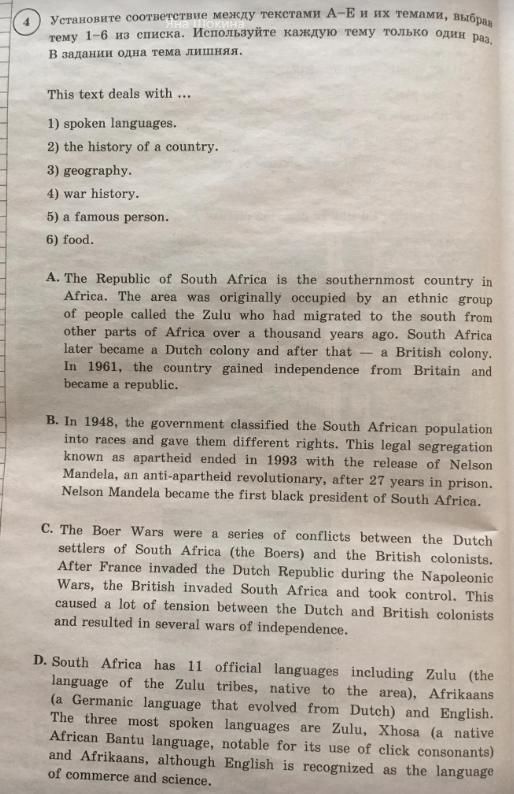 4
Установите соответствие между текстами А–Е и их темами, выбрав
тему 1–6 из списка. Используйте каждую тему только один раз.
В задании одна тема лишняя.
Яна Щокина
This text deals with ...
1) spoken languages.
2) the history of a country.
3) geography.
4) war history.
5) a famous person.
6) food.
A. The Republic of South Africa is the southernmost country in
Africa. The area was originally occupied by an ethnic group
of people called the Zulu who had migrated to the south from
other parts of Africa over a thousand years ago. South Africa
later became a Dutch colony and after that — a British colony.
In 1961, the country gained independence from Britain and
became a republic.
B. In 1948, the government classified the South African population
into races and gave them different rights. This legal segregation
known as apartheid ended in 1993 with the release of Nelson
Mandela, an anti-apartheid revolutionary, after 27 years in prison.
Nelson Mandela became the first black president of South Africa.
C. The Boer Wars were a series of conflicts between the Dutch
settlers of South Africa (the Boers) and the British colonists.
After France invaded the Dutch Republic during the Napoleonic
Wars, the British invaded South Africa and took control. This
caused a lot of tension between the Dutch and British colonists
and resulted in several wars of independence.
D. South Africa has 11 official languages including Zulu (the
language of the Zulu tribes, native to the area), Afrikaans
(a Germanic language that evolved from Dutch) and English.
The three most spoken languages are Zulu, Xhosa (a native
African Bantu language, notable for its use of click consonants)
and Afrikaans, although English is recognized as the language
of commerce and science.